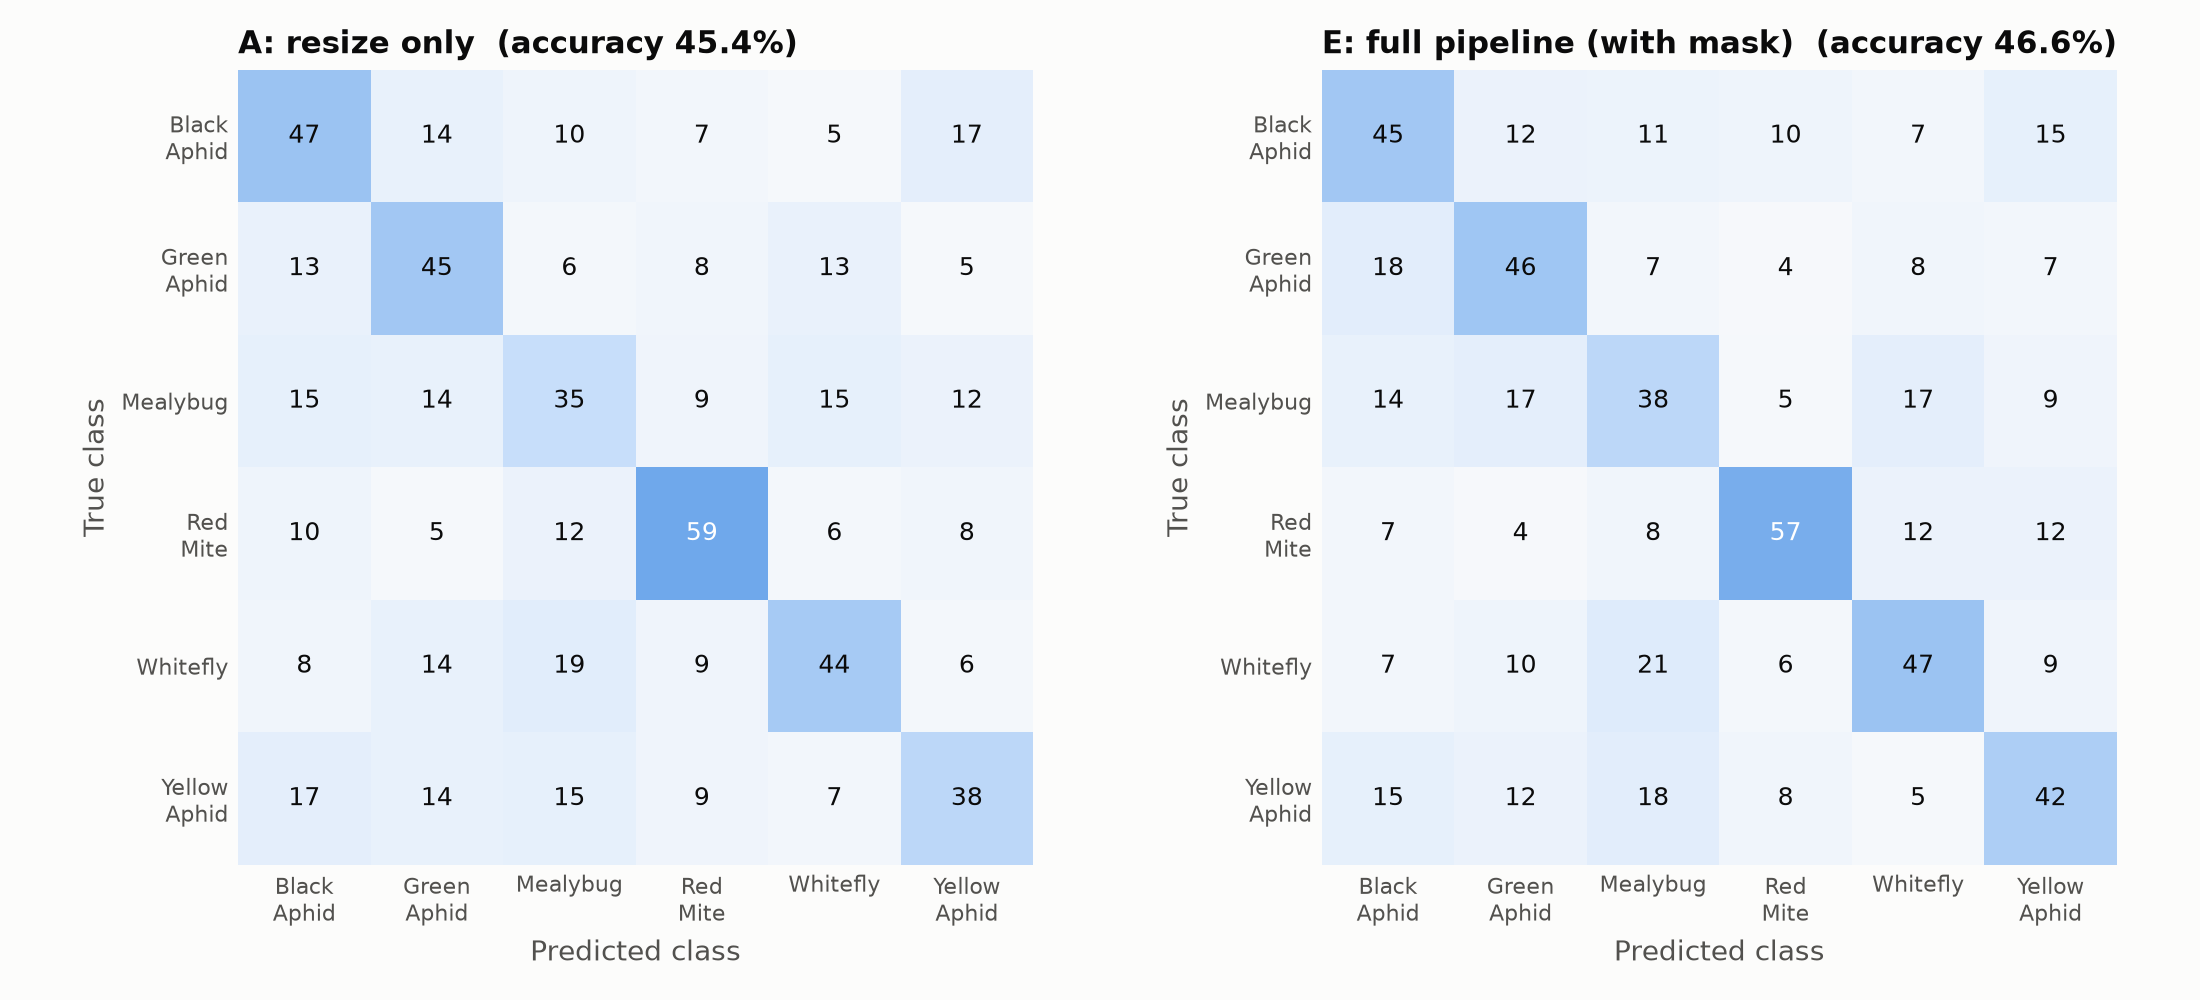 A: resize only (accuracy 45.4%)
Black
Aphid
47 14 10 7 5 17
Green
Aphid
13 45 6 8 13 5
Mealybug
15 14 35 9 15 12
Red
Mite
10 5 12 59 6 8
Whitefly
8 14 19 9 44 6
Yellow
Aphid
17 14 15 9 7 38
True class
Black Green Mealybug Red Whitefly Yellow
Aphid Aphid Mite Aphid
Predicted class
E: full pipeline (with mask) (accuracy 46.6%)
Black
Aphid
45 12 11 10 7 15
Green
Aphid
18 46 7 4 8 7
Mealybug
14 17 38 5 17 9
Red
Mite
7 4 8 57 12 12
Whitefly
7 10 21 6 47 9
Yellow
Aphid
15 12 18 8 5 42
True class
Black Green Mealybug Red Whitefly Yellow
Aphid Aphid Mite Aphid
Predicted class